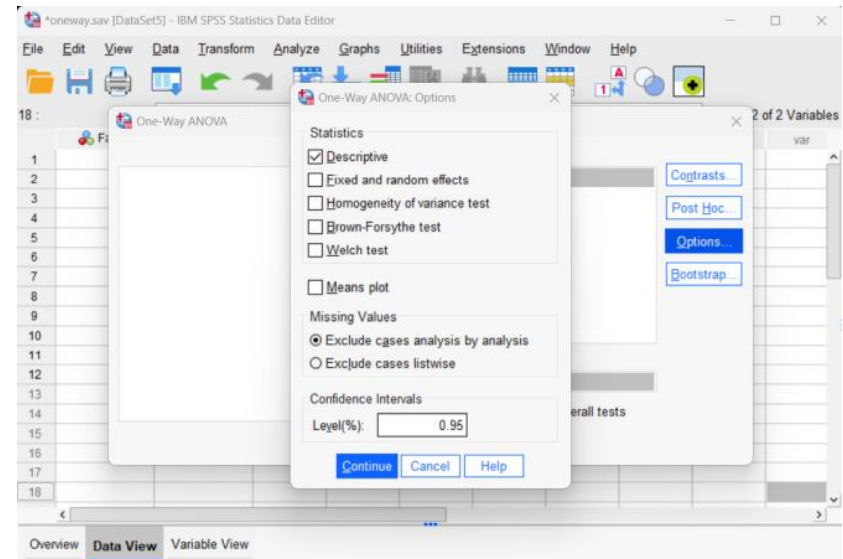 *oneway.sav [DataSet5] - IBM SPSS Statistics Data Editor
File Edit View Data Transform Analyze Graphs Utilities Extensions Window Help
18 :
2 of 2 Variables
Fa
var
1
2
3
4
5
6
7
8
9
10
11
12
13
14
15
16
17
18
One-Way ANOVA
Contrasts...
Post Hoc...
Options...
Bootstrap...
erall tests
One-Way ANOVA: Options
Statistics
Descriptive
Fixed and random effects
Homogeneity of variance test
Brown-Forsythe test
Welch test
Means plot
Missing Values
Exclude cases analysis by analysis
Exclude cases listwise
Confidence Intervals
Level(%): 0.95
Continue Cancel Help
Overview Data View Variable View